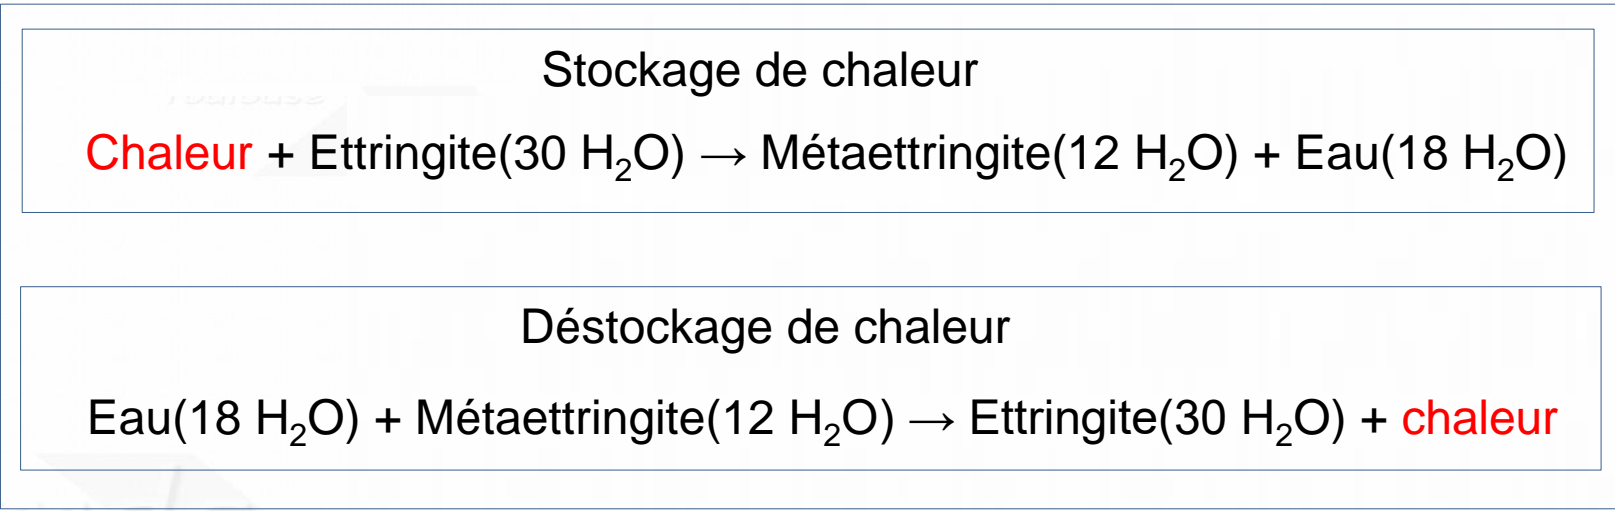 Stockage de chaleur
Chaleur + Ettringite(30 H₂O) → Métaettringite(12 H₂O) + Eau(18 H₂O)
Déstockage de chaleur
Eau(18 H₂O) + Métaettringite(12 H₂O) → Ettringite(30 H₂O) + chaleur